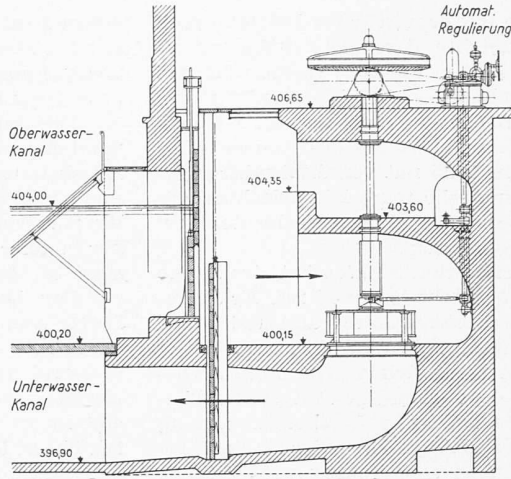 Automat.
Regulierung
406,65
Oberwasser-
Kanal
404,35
404,00
403,60
400,20
400,15
Unterwasser-
Kanal
396,90